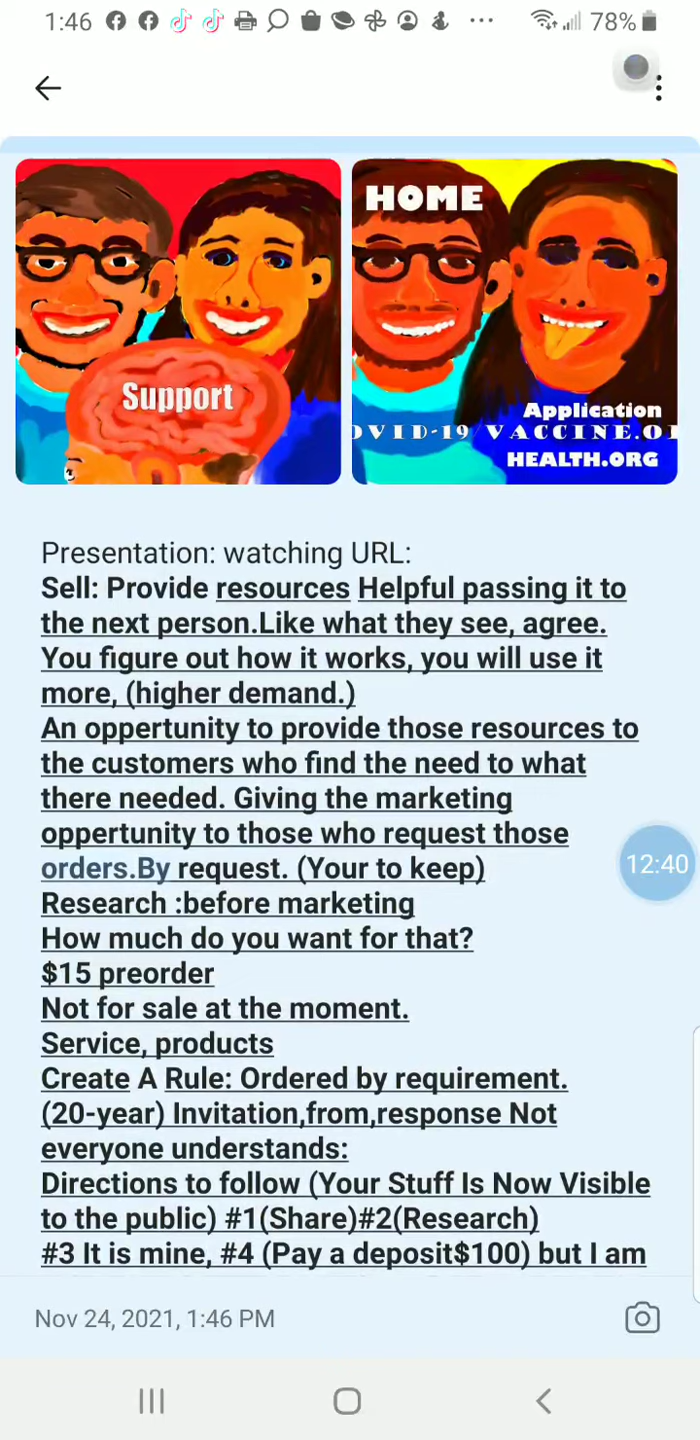 1:46
78%
Support
HOME
Application
OVID-19 VACCINE.O
HEALTH.ORG
Presentation: watching URL:
Sell: Provide resources Helpful passing it to
the next person.Like what they see, agree.
You figure out how it works, you will use it
more, (higher demand.)
An oppertunity to provide those resources to
the customers who find the need to what
there needed. Giving the marketing
oppertunity to those who request those
orders.By request. (Your to keep)
12:40
Research :before marketing
How much do you want for that?
$15 preorder
Not for sale at the moment.
Service, products
Create A Rule: Ordered by requirement.
(20-year) Invitation,from,response Not
everyone understands:
Directions to follow (Your Stuff Is Now Visible
to the public) #1(Share)#2(Research)
#3 It is mine, #4 (Pay a deposit$100) but I am
Nov 24, 2021, 1:46 PM